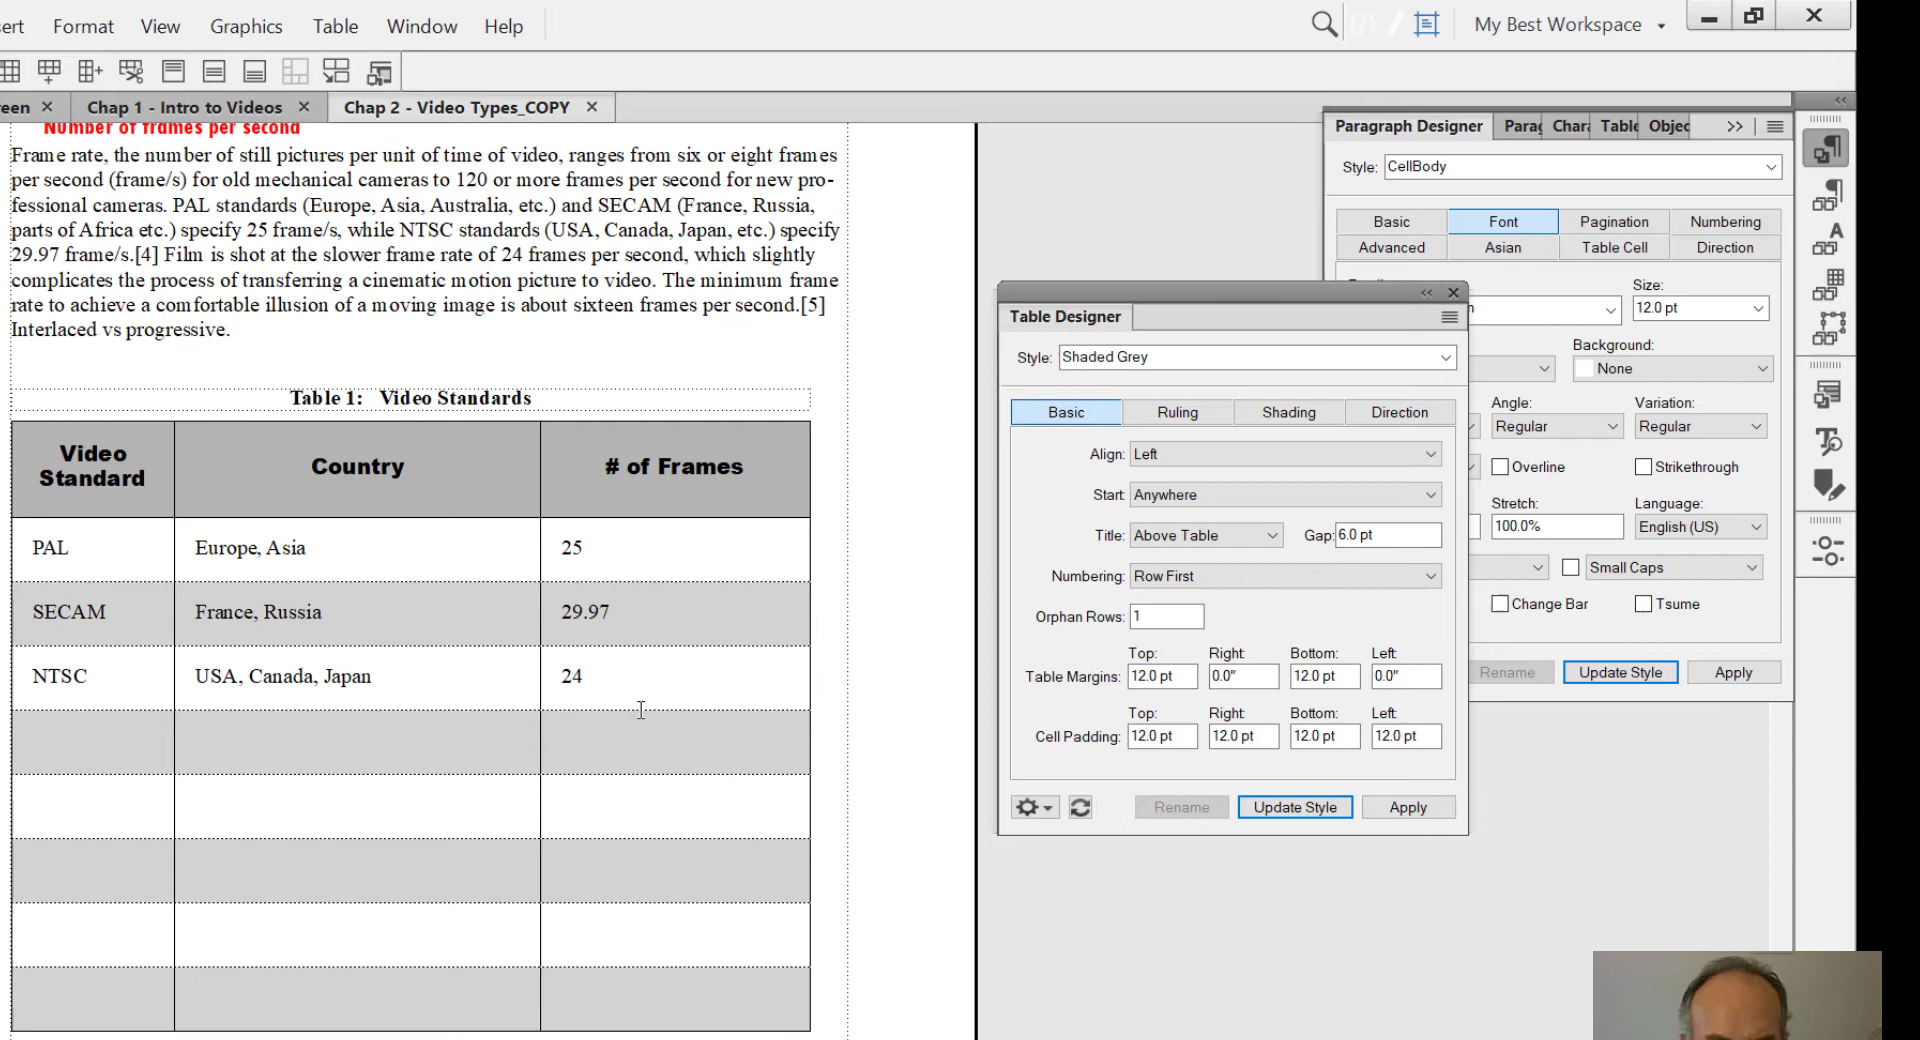 ert Format View Graphics Table Window Help My Best Workspace
een Chap 1 - Intro to Videos Chap 2 - Video Types_COPY
Number of frames per second
Frame rate, the number of still pictures per unit of time of video, ranges from six or eight frames
per second (frame/s) for old mechanical cameras to 120 or more frames per second for new pro-
fessional cameras. PAL standards (Europe, Asia, Australia, etc.) and SECAM (France, Russia,
parts of Africa etc.) specify 25 frame/s, while NTSC standards (USA, Canada, Japan, etc.) specify
29.97 frame/s.[4] Film is shot at the slower frame rate of 24 frames per second, which slightly
complicates the process of transferring a cinematic motion picture to video. The minimum frame
rate to achieve a comfortable illusion of a moving image is about sixteen frames per second.[5]
Interlaced vs progressive.
Table 1: Video Standards
Video
Standard
Country
# of Frames
PAL Europe, Asia 25
SECAM France, Russia 29.97
NTSC USA, Canada, Japan 24
Table Designer
Style: Shaded Grey
Basic Ruling Shading Direction
Align: Left
Start: Anywhere
Title: Above Table Gap: 6.0 pt
Numbering: Row First
Orphan Rows: 1
Top: Right: Bottom: Left:
Table Margins: 12.0 pt 0.0" 12.0 pt 0.0"
Top: Right: Bottom: Left:
Cell Padding: 12.0 pt 12.0 pt 12.0 pt 12.0 pt
Rename Update Style Apply
Paragraph Designer Parag Chara Table Objec
Style: CellBody
Basic Font Pagination Numbering
Advanced Asian Table Cell Direction
Size:
12.0 pt
Background:
None
Angle: Variation:
Regular Regular
Overline Strikethrough
Stretch: Language:
100.0% English (US)
Small Caps
Change Bar Tsume
Rename Update Style Apply